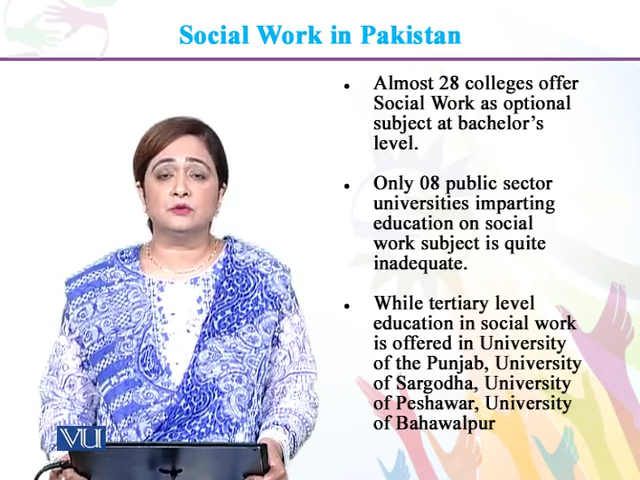 Social Work in Pakistan
• Almost 28 colleges offer
Social Work as optional
subject at bachelor’s
level.
• Only 08 public sector
universities imparting
education on social
work subject is quite
inadequate.
• While tertiary level
education in social work
is offered in University
of the Punjab, University
of Sargodha, University
of Peshawar, University
of Bahawalpur
VU